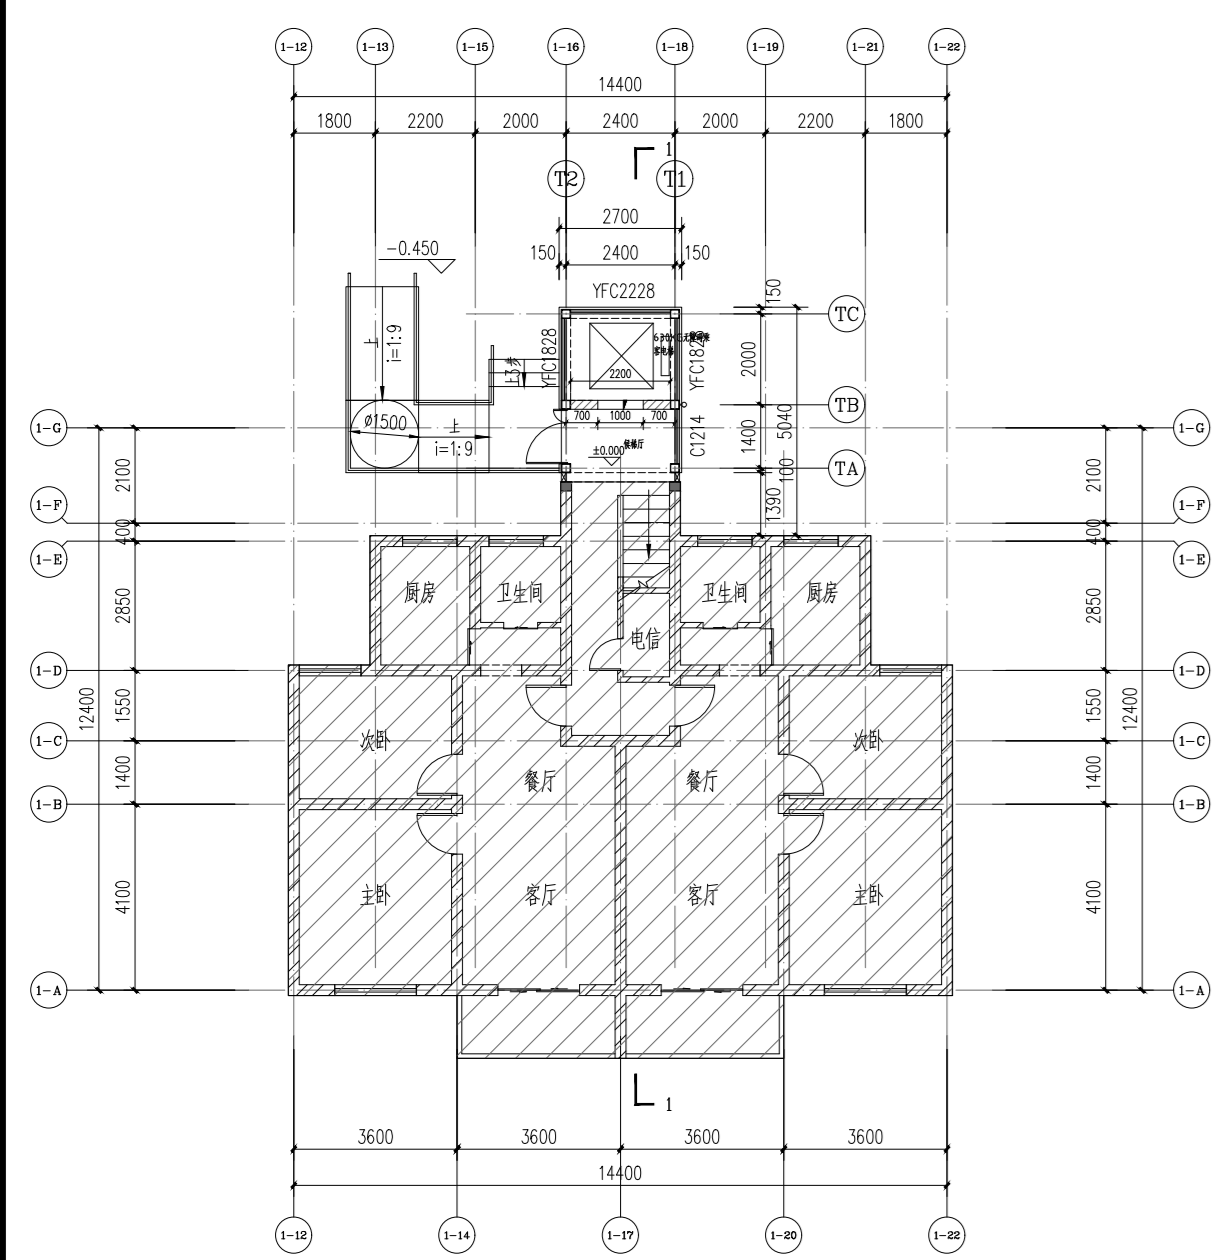 1-12 1-13 1-15 1-16 1-18 1-19 1-21 1-22
14400
1800 2200 2000 2400 2000 2200 1800
1
T2 T1
2700
150 2400 150
-0.450
YFC2228
150
TC
YFC1828
上
i=1:9
上3步
2000
2200
5040
TB
700 1000 700
C1214
1400
1-G
ø1500
上
i=1:9
±0.000
候梯厅
100
TA
1-G
2100
1390
2100
1-F
1-F
400
400
1-E
1-E
厨房 卫生间 卫生间 厨房
2850
2850
电信
1-D
1-D
12400
1550
1550
12400
1-C
次卧 次卧
1-C
1400
餐厅 餐厅
1400
1-B
1-B
4100
主卧 客厅 客厅 主卧
4100
1-A
1-A
1
3600 3600 3600 3600
14400
1-12 1-14 1-17 1-20 1-22